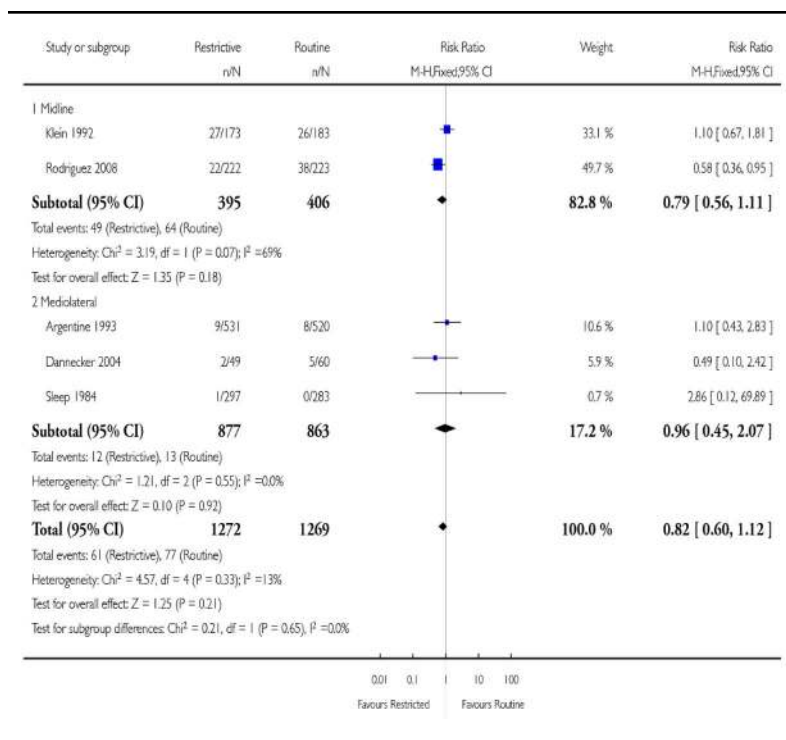 Study or subgroup Restrictive Routine Risk Ratio Weight Risk Ratio
n/N n/N M-H,Fixed,95% CI M-H,Fixed,95% CI
1 Midline
Klein 1992 27/173 26/183 33.1 % 1.10 [ 0.67, 1.81 ]
Rodriguez 2008 22/222 38/223 49.7 % 0.58 [ 0.36, 0.95 ]
Subtotal (95% CI) 395 406 82.8 % 0.79 [ 0.56, 1.11 ]
Total events: 49 (Restrictive), 64 (Routine)
Heterogeneity: Chi² = 3.19, df = 1 (P = 0.07); I² =69%
Test for overall effect: Z = 1.35 (P = 0.18)
2 Mediolateral
Argentine 1993 9/531 8/520 10.6 % 1.10 [ 0.43, 2.83 ]
Dannecker 2004 2/49 5/60 5.9 % 0.49 [ 0.10, 2.42 ]
Sleep 1984 1/297 0/283 0.7 % 2.86 [ 0.12, 69.89 ]
Subtotal (95% CI) 877 863 17.2 % 0.96 [ 0.45, 2.07 ]
Total events: 12 (Restrictive), 13 (Routine)
Heterogeneity: Chi² = 1.21, df = 2 (P = 0.55); I² =0.0%
Test for overall effect: Z = 0.10 (P = 0.92)
Total (95% CI) 1272 1269 100.0 % 0.82 [ 0.60, 1.12 ]
Total events: 61 (Restrictive), 77 (Routine)
Heterogeneity: Chi² = 4.57, df = 4 (P = 0.33); I² =13%
Test for overall effect: Z = 1.25 (P = 0.21)
Test for subgroup differences: Chi² = 0.21, df = 1 (P = 0.65), I² =0.0%
0.01 0.1 1 10 100
Favours Restricted Favours Routine